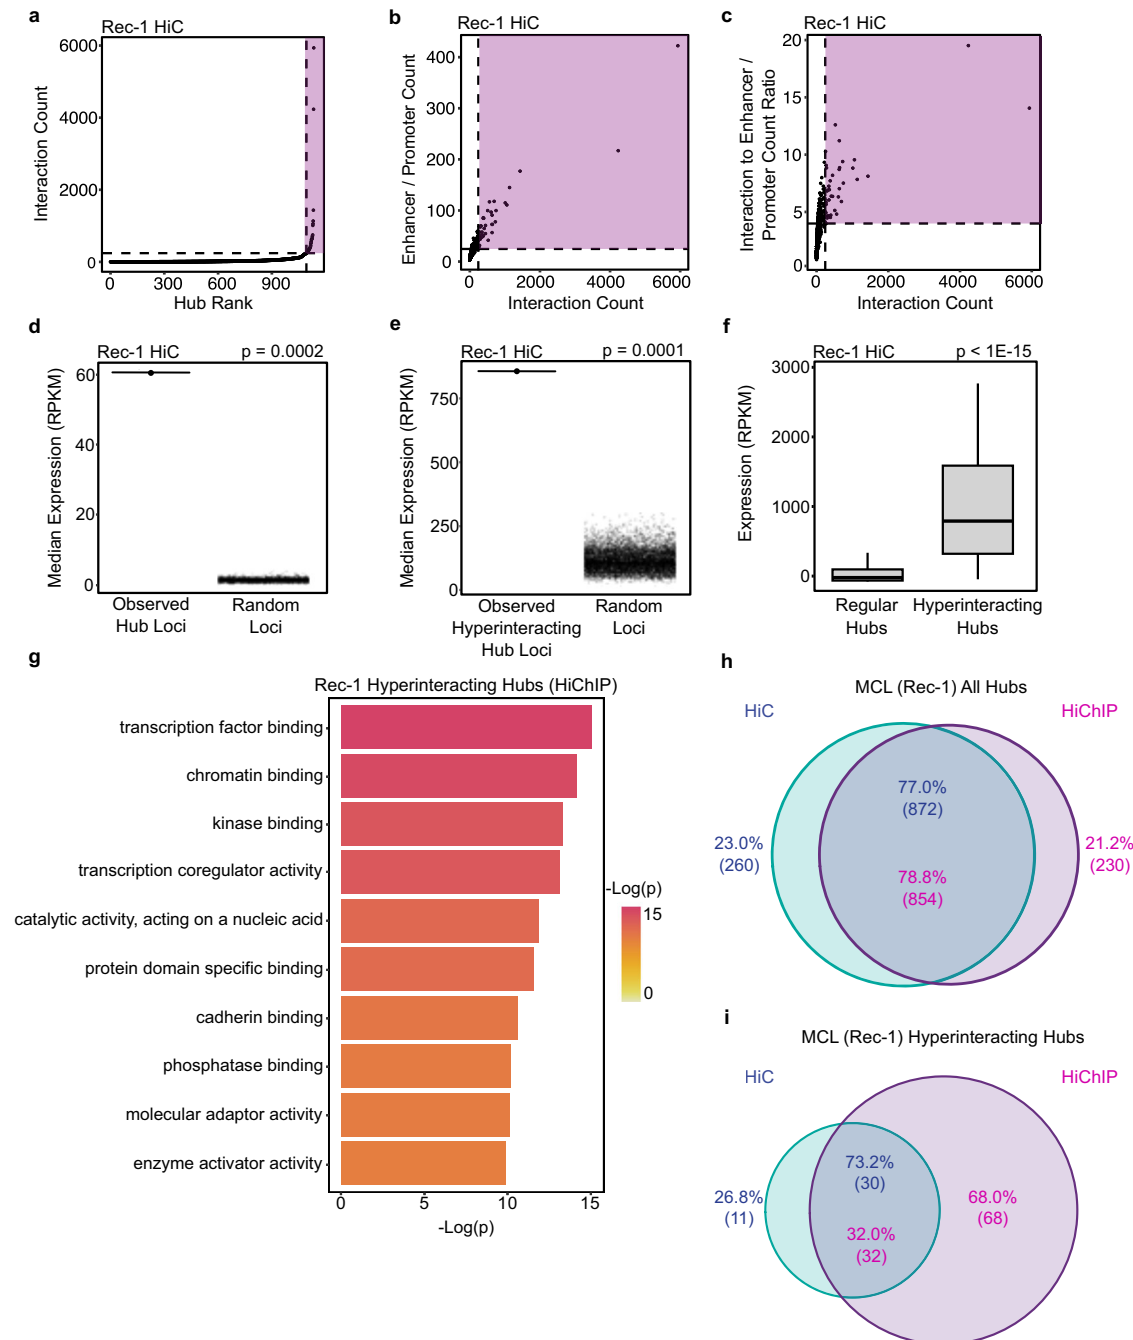 a
Rec-1 HiC
Interaction Count
6000
4000
2000
0
0 300 600 900
Hub Rank
b
Rec-1 HiC
Enhancer / Promoter Count
400
300
200
100
0
0 2000 4000 6000
Interaction Count
c
Rec-1 HiC
Interaction to Enhancer /
Promoter Count Ratio
20
15
10
5
0
0 2000 4000 6000
Interaction Count
d
Rec-1 HiC p = 0.0002
Median Expression (RPKM)
60
40
20
0
Observed Random
Hub Loci Loci
e
Rec-1 HiC p = 0.0001
Median Expression (RPKM)
750
500
250
0
Observed Random
Hyperinteracting Loci
Hub Loci
f
Rec-1 HiC p < 1E-15
Expression (RPKM)
3000
2000
1000
0
Regular Hyperinteracting
Hubs Hubs
g
Rec-1 Hyperinteracting Hubs (HiChIP)
transcription factor binding
chromatin binding
kinase binding
transcription coregulator activity
catalytic activity, acting on a nucleic acid
protein domain specific binding
cadherin binding
phosphatase binding
molecular adaptor activity
enzyme activator activity
0 5 10 15
-Log(p)
-Log(p)
15
0
h
MCL (Rec-1) All Hubs
HiC HiChIP
77.0%
(872)
23.0%
(260)
21.2%
(230)
78.8%
(854)
i
MCL (Rec-1) Hyperinteracting Hubs
HiC HiChIP
73.2%
(30)
26.8%
(11)
68.0%
(68)
32.0%
(32)